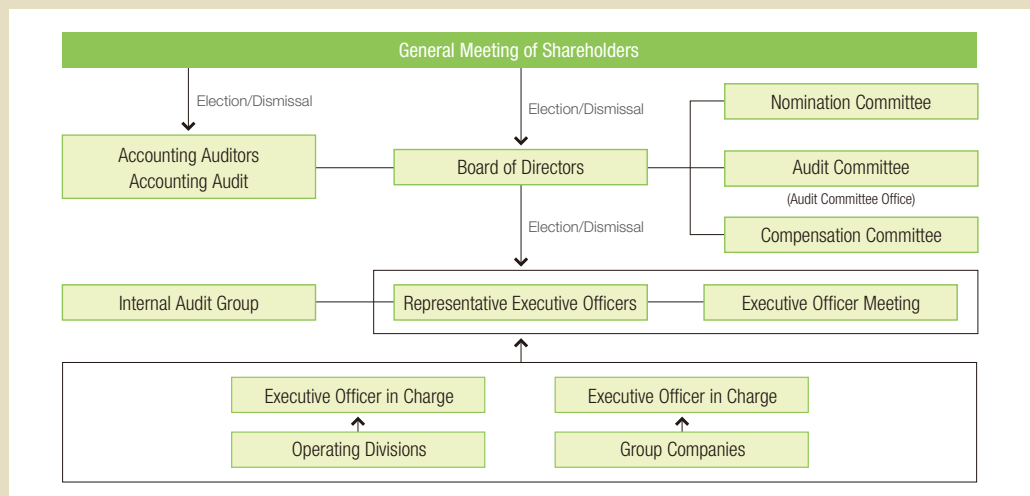 General Meeting of Shareholders
Election/Dismissal
Election/Dismissal
Nomination Committee
Accounting Auditors
Accounting Audit
Board of Directors
Audit Committee
(Audit Committee Office)
Election/Dismissal
Compensation Committee
Internal Audit Group
Representative Executive Officers
Executive Officer Meeting
Executive Officer in Charge
Executive Officer in Charge
Operating Divisions
Group Companies